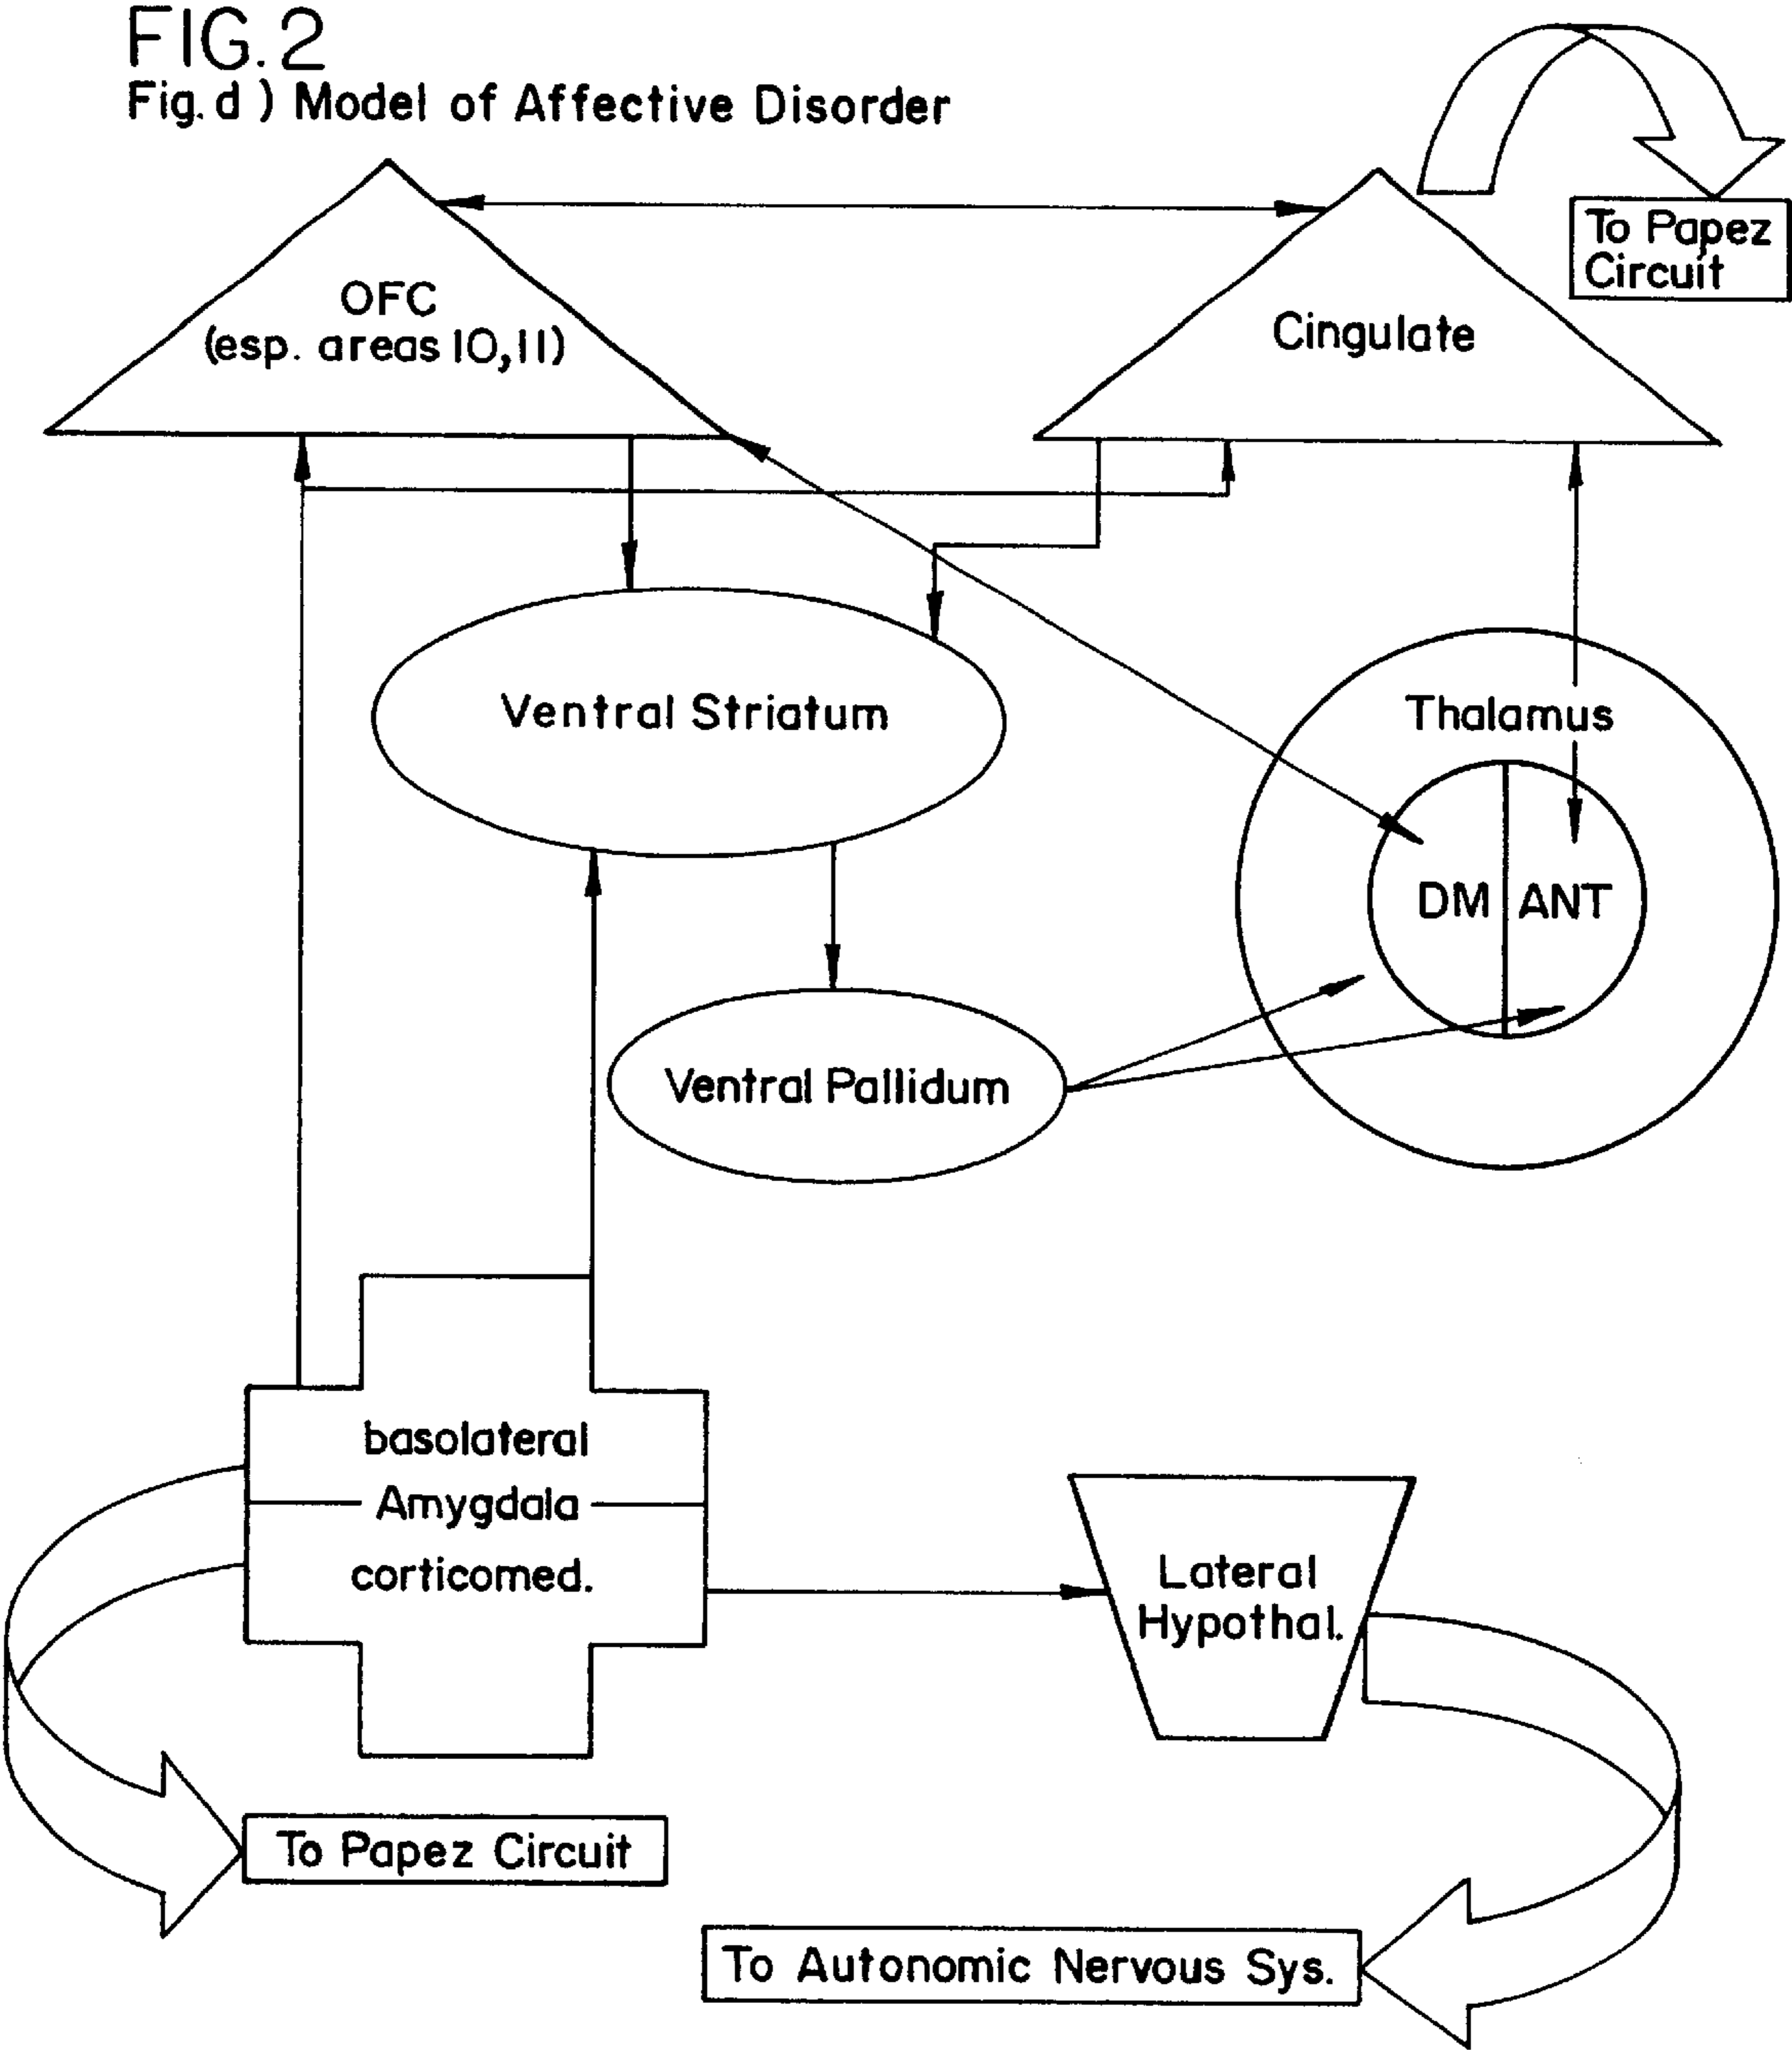 FIG. 2
Fig. d ) Model of Affective Disorder
To Papez
Circuit
OFC
(esp. areas 10, 11)
Cingulate
Ventral Striatum
Thalamus
DM ANT
Ventral Pallidum
basolateral
Amygdala
corticomed.
Lateral
Hypothal.
To Papez Circuit
To Autonomic Nervous Sys.